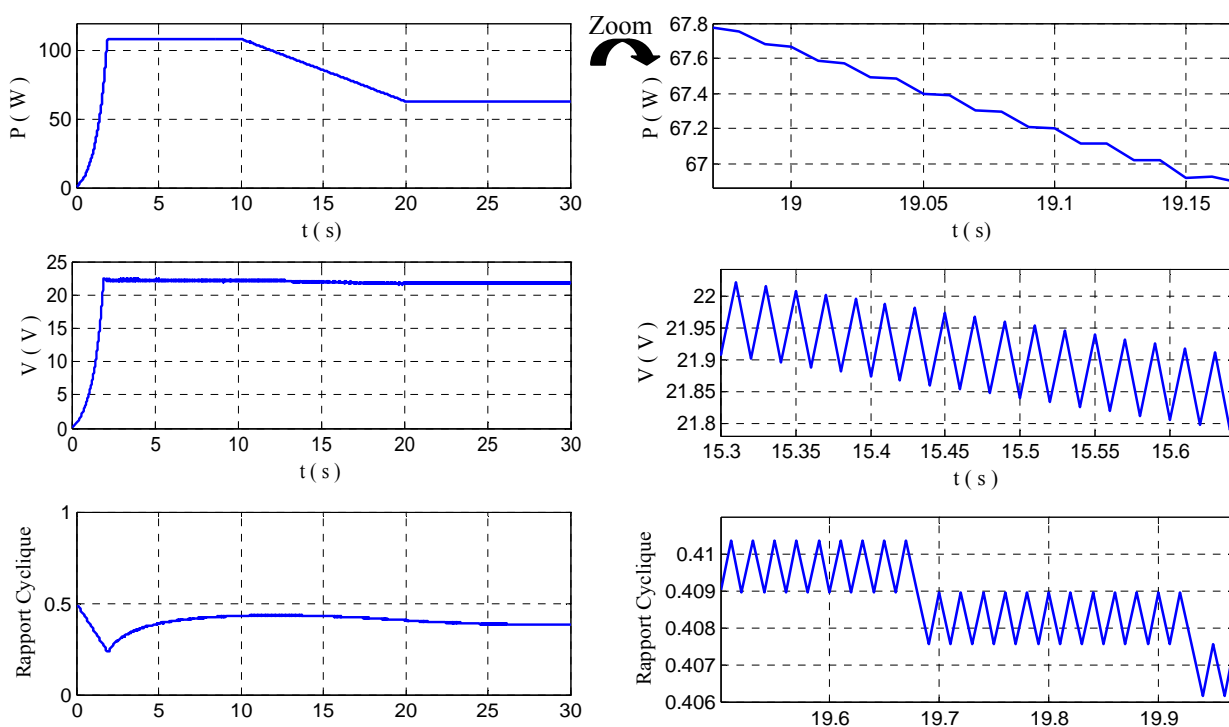 Zoom
P ( W )
100
50
0
0 5 10 15 20 25 30
t ( s)
P ( W )
67.8
67.6
67.4
67.2
67
19 19.05 19.1 19.15
t ( s)
V ( V )
25
20
15
10
5
0
0 5 10 15 20 25 30
t ( s )
V ( V )
22
21.95
21.9
21.85
21.8
15.3 15.35 15.4 15.45 15.5 15.55 15.6
t ( s )
Rapport Cyclique
1
0.5
0
0 5 10 15 20 25 30
Rapport Cyclique
0.41
0.409
0.408
0.407
0.406
19.6 19.7 19.8 19.9